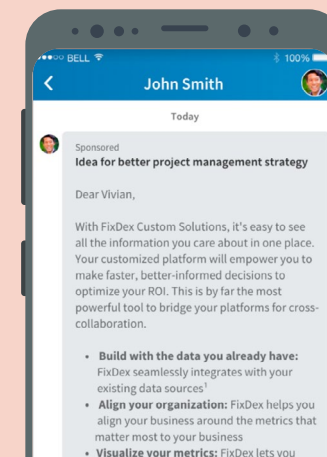 BELL
100%
John Smith
Today
Sponsored
Idea for better project management strategy
Dear Vivian,
With FixDex Custom Solutions, it's easy to see
all the information you care about in one place.
Your customized platform will empower you to
make faster, better-informed decisions to
optimize your ROI. This is by far the most
powerful tool to bridge your platforms for cross-
collaboration.
• Build with the data you already have:
FixDex seamlessly integrates with your
existing data sources¹
• Align your organization: FixDex helps you
align your business around the metrics that
matter most to your business
• Visualize your metrics: FixDex lets you